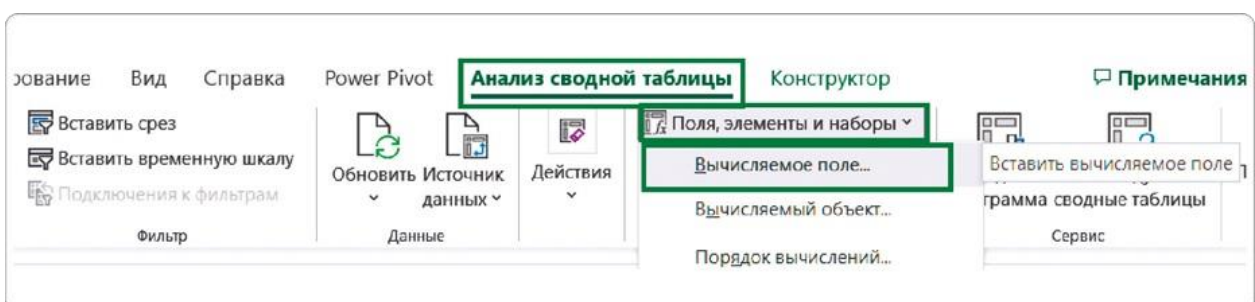 рование Вид Справка Power Pivot Анализ сводной таблицы Конструктор Примечания
Вставить срез
Вставить временную шкалу
Подключения к фильтрам
Фильтр
Обновить Источник
данных
Данные
Действия
Поля, элементы и наборы
Вычисляемое поле...
Вычисляемый объект...
Порядок вычислений...
Вставить вычисляемое поле
грамма сводные таблицы
Сервис